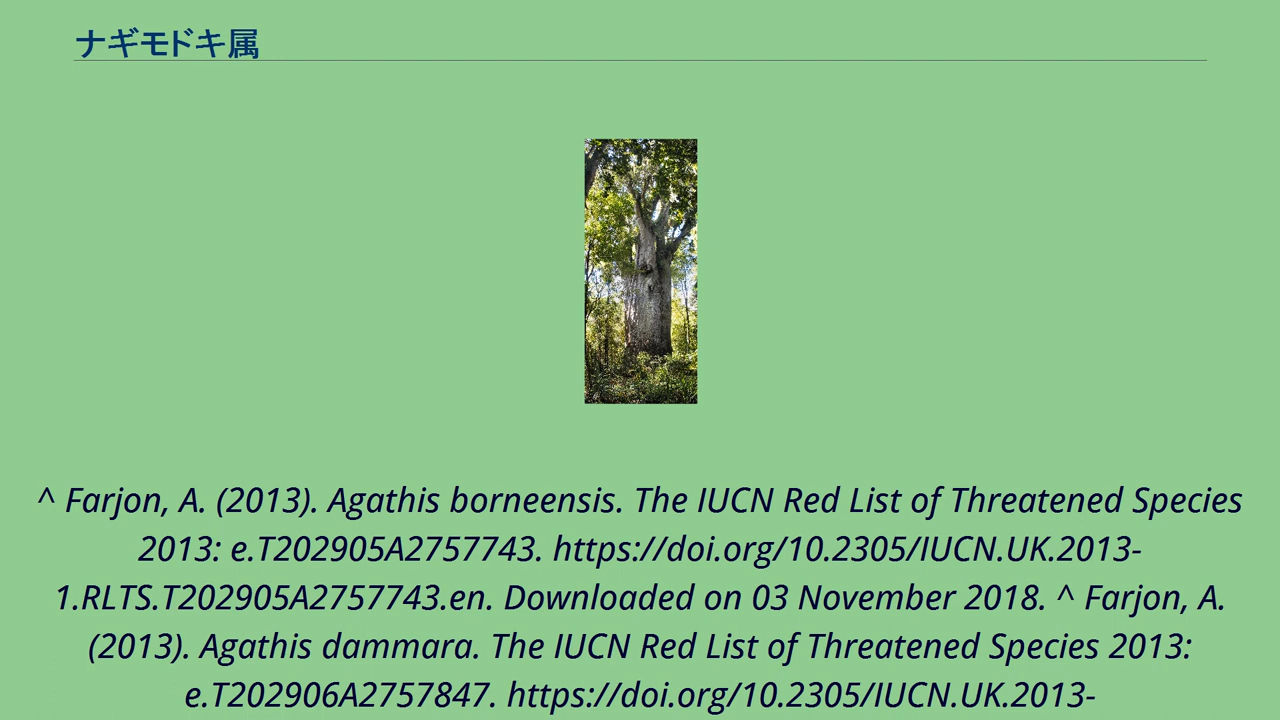 ナギモドキ属
^ Farjon, A. (2013). Agathis borneensis. The IUCN Red List of Threatened Species
2013: e.T202905A2757743. https://doi.org/10.2305/IUCN.UK.2013-
1.RLTS.T202905A2757743.en. Downloaded on 03 November 2018. ^ Farjon, A.
(2013). Agathis dammara. The IUCN Red List of Threatened Species 2013:
e.T202906A2757847. https://doi.org/10.2305/IUCN.UK.2013-